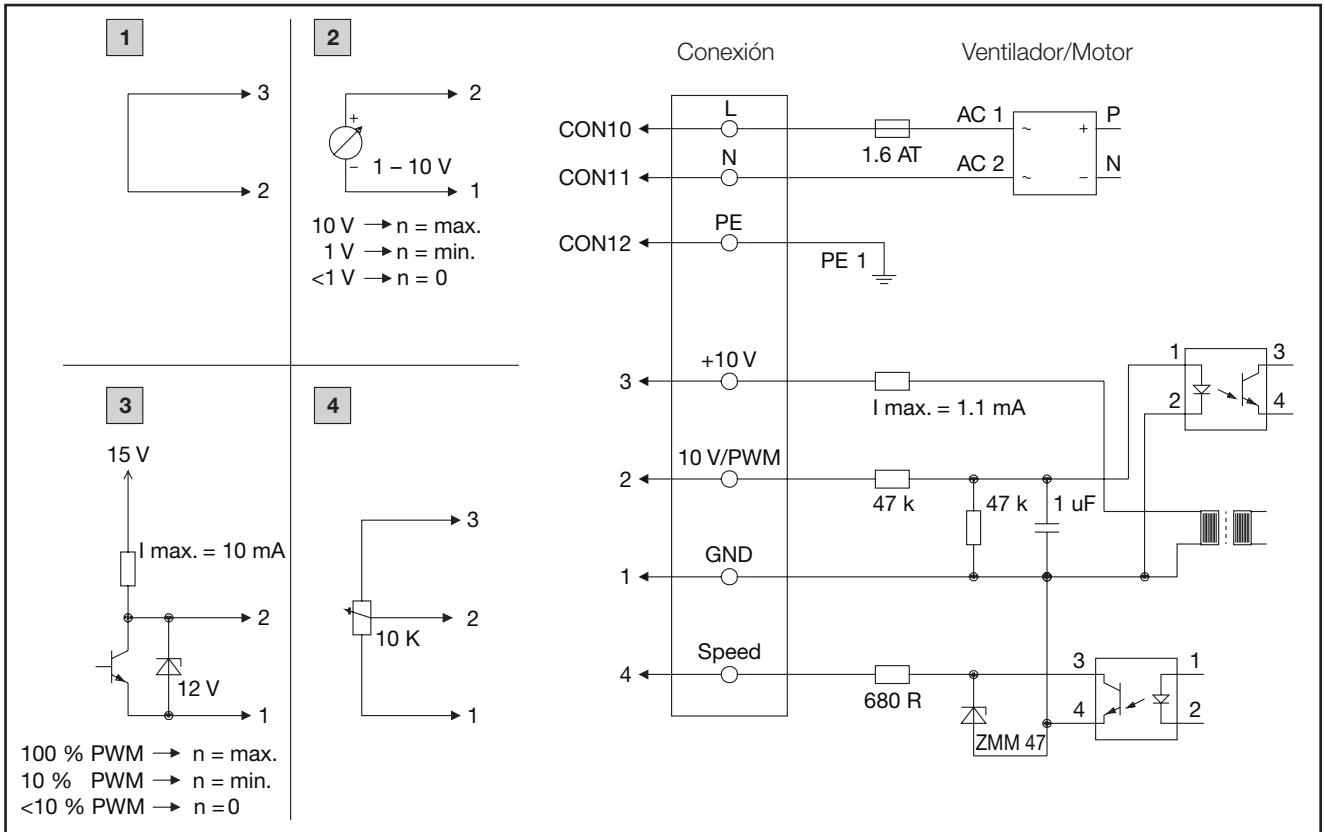 1
3
2
2
+
−
1 – 10 V
2
1
10 V → n = max.
1 V → n = min.
<1 V → n = 0
3
15 V
I max. = 10 mA
2
12 V
1
100 % PWM → n = max.
10 % PWM → n = min.
<10 % PWM → n = 0
4
3
2
10 K
1
Conexión
Ventilador/Motor
CON10
L
1.6 AT
AC 1
~
+
P
CON11
N
AC 2
~
−
N
CON12
PE
PE 1
3
+10 V
I max. = 1.1 mA
1
2
3
4
2
10 V/PWM
47 k
47 k
1 uF
1
GND
4
Speed
680 R
ZMM 47
3
4
1
2